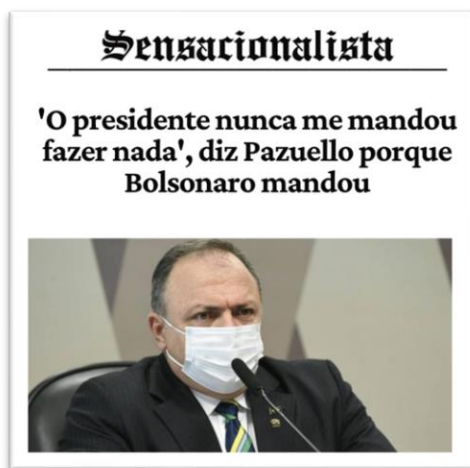 Sensacionalista
'O presidente nunca me mandou
fazer nada', diz Pazuello porque
Bolsonaro mandou